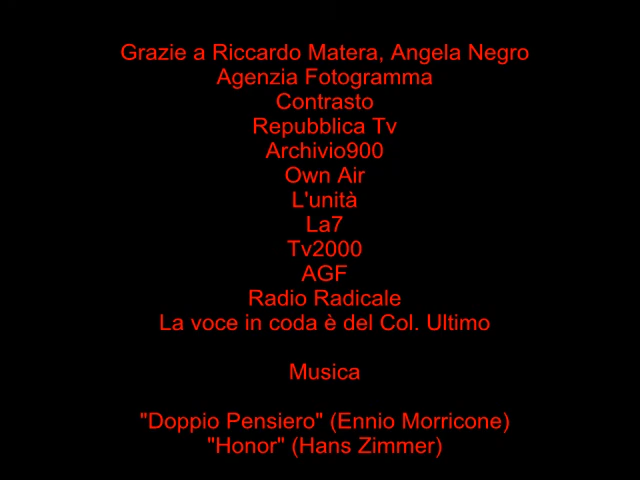 Grazie a Riccardo Matera, Angela Negro
Agenzia Fotogramma
Contrasto
Repubblica Tv
Archivio900
Own Air
L'unità
La7
Tv2000
AGF
Radio Radicale
La voce in coda è del Col. Ultimo
Musica
"Doppio Pensiero" (Ennio Morricone)
"Honor" (Hans Zimmer)